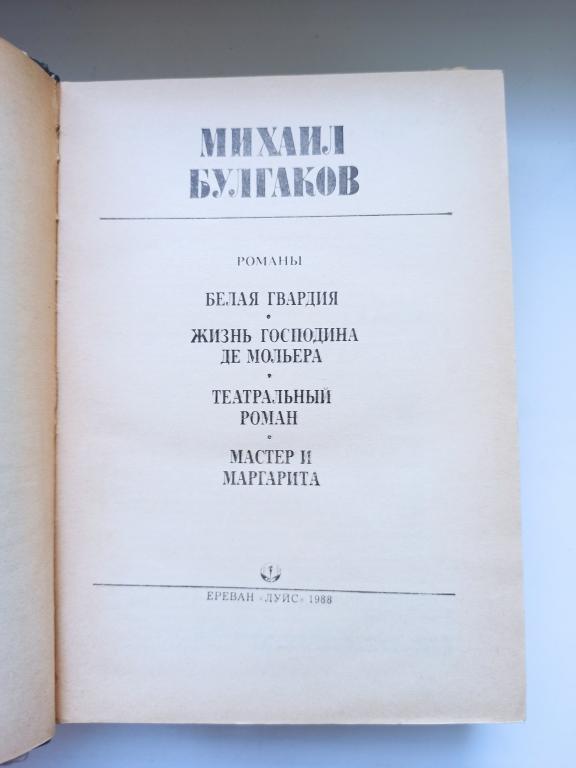 МИХАИЛ
БУЛГАКОВ
РОМАНЫ
БЕЛАЯ ГВАРДИЯ
ЖИЗНЬ ГОСПОДИНА
ДЕ МОЛЬЕРА
ТЕАТРАЛЬНЫЙ
РОМАН
МАСТЕР И
МАРГАРИТА
ЕРЕВАН «ЛУЙС» 1988